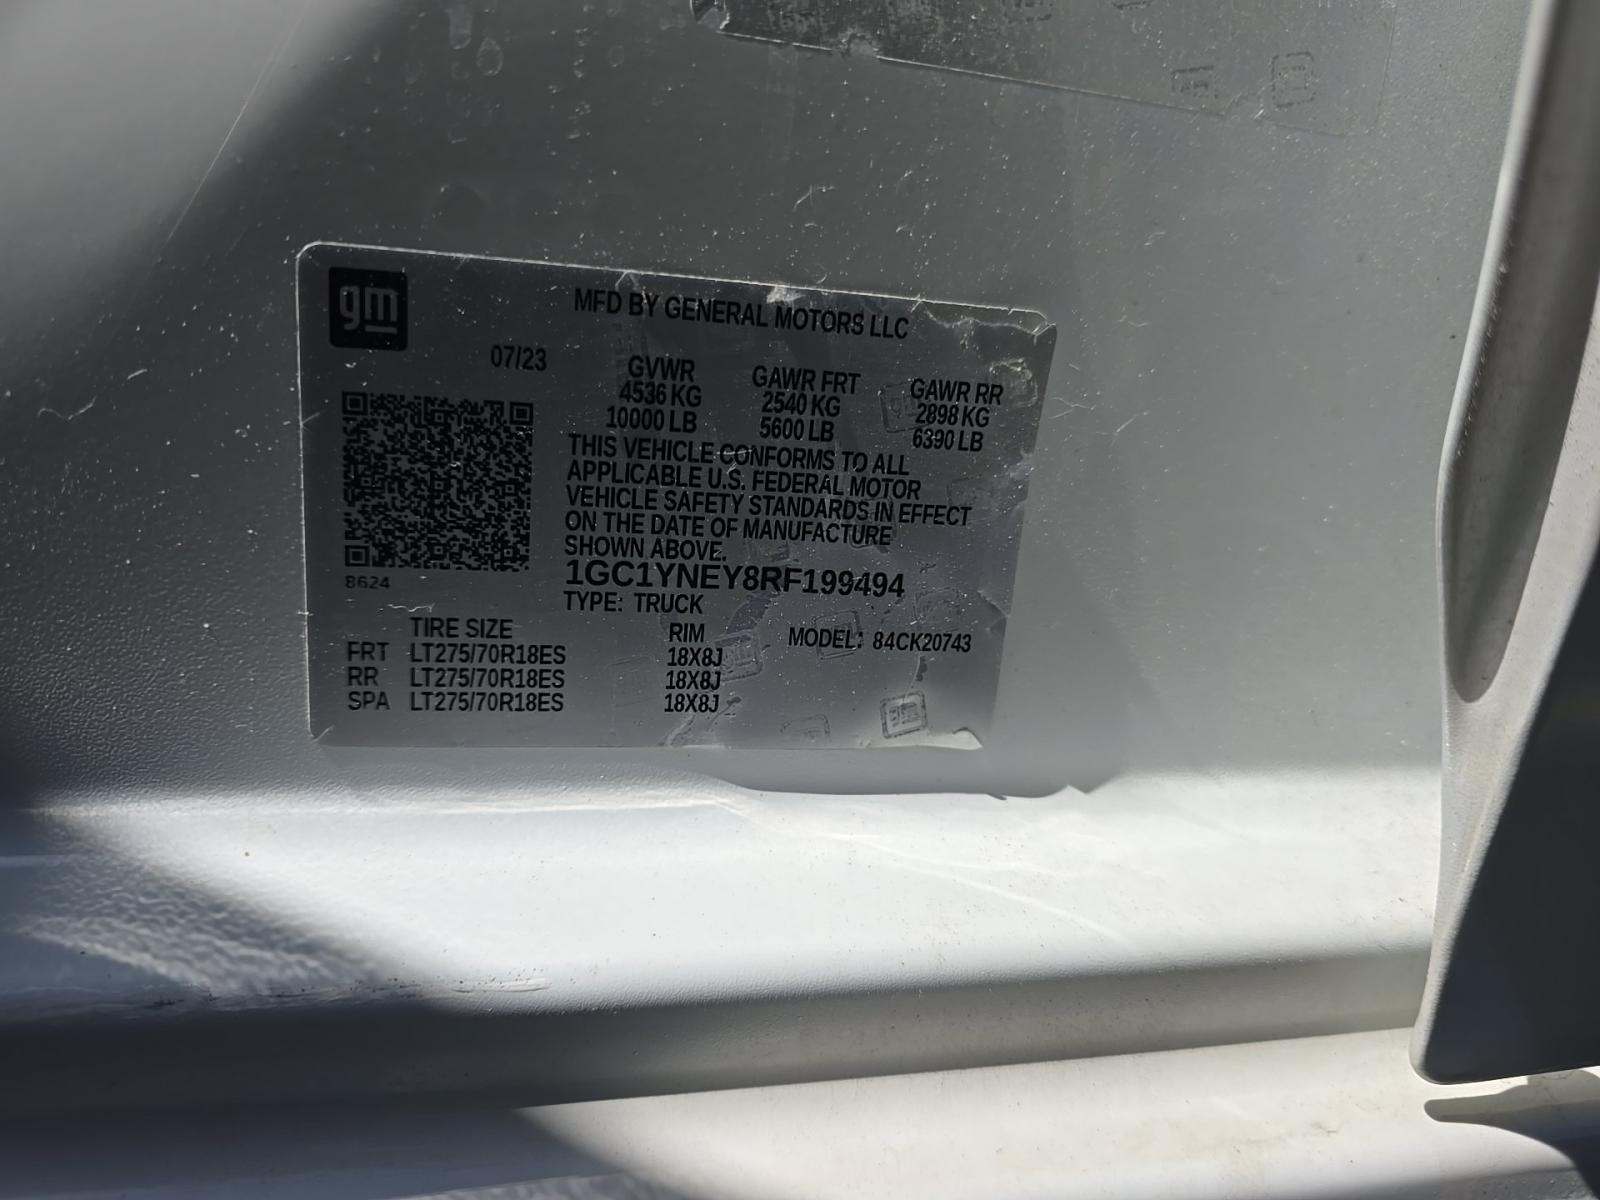 gm
MFD BY GENERAL MOTORS LLC
07/23
GVWR GAWR FRT GAWR RR
4536 KG 2540 KG 2898 KG
10000 LB 5600 LB 6390 LB
THIS VEHICLE CONFORMS TO ALL
APPLICABLE U.S. FEDERAL MOTOR
VEHICLE SAFETY STANDARDS IN EFFECT
ON THE DATE OF MANUFACTURE
SHOWN ABOVE.
8624
1GC1YNEY8RF199494
TYPE: TRUCK
TIRE SIZE RIM MODEL: 84CK20743
FRT LT275/70R18ES 18X8J
RR LT275/70R18ES 18X8J
SPA LT275/70R18ES 18X8J